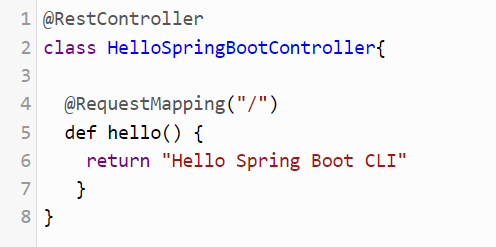 1 @RestController
2 class HelloSpringBootController{
3
4   @RequestMapping("/")
5   def hello() {
6     return "Hello Spring Boot CLI"
7    }
8 }